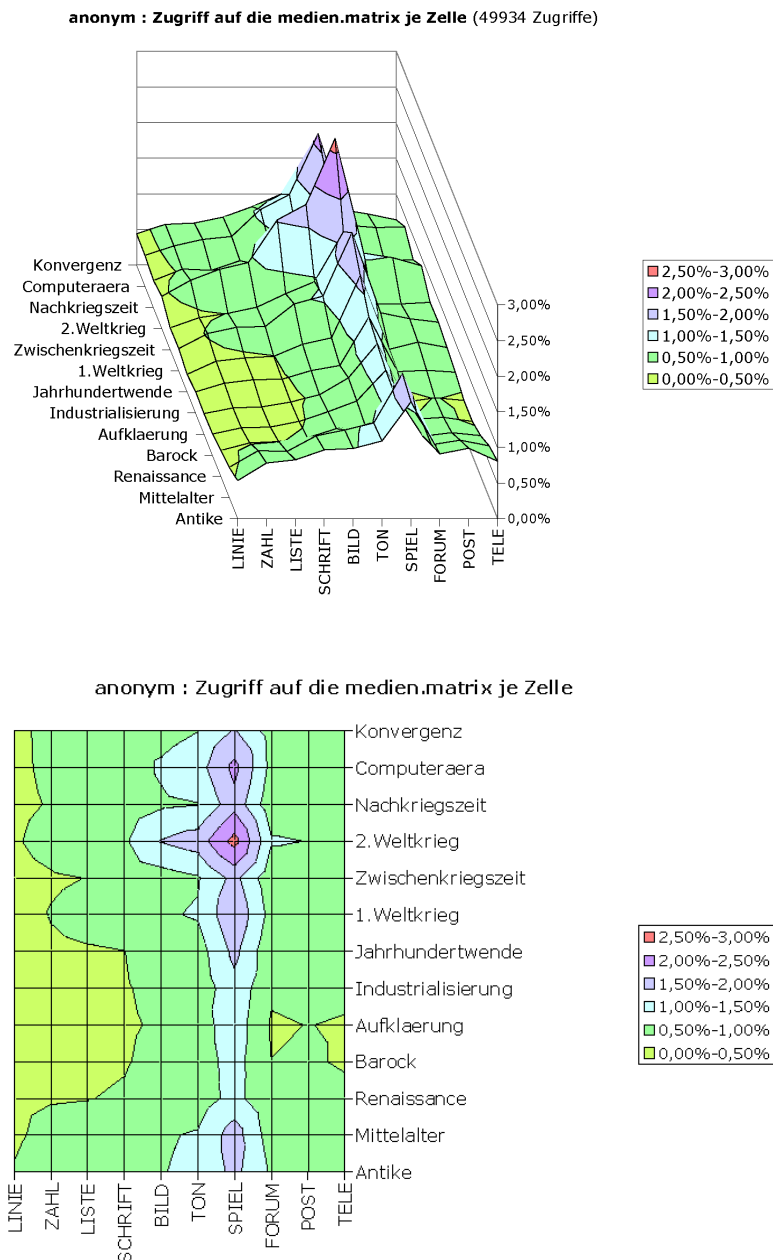 anonym : Zugriff auf die medien.matrix je Zelle (49934 Zugriffe)
Konvergenz
Computeraera
Nachkriegszeit
2.Weltkrieg
Zwischenkriegszeit
1.Weltkrieg
Jahrhundertwende
Industrialisierung
Aufklaerung
Barock
Renaissance
Mittelalter
Antike
LINIE
ZAHL
LISTE
SCHRIFT
BILD
TON
SPIEL
FORUM
POST
TELE
3,00%
2,50%
2,00%
1,50%
1,00%
0,50%
0,00%
2,50%-3,00%
2,00%-2,50%
1,50%-2,00%
1,00%-1,50%
0,50%-1,00%
0,00%-0,50%
anonym : Zugriff auf die medien.matrix je Zelle
Konvergenz
Computeraera
Nachkriegszeit
2.Weltkrieg
Zwischenkriegszeit
1.Weltkrieg
Jahrhundertwende
Industrialisierung
Aufklaerung
Barock
Renaissance
Mittelalter
Antike
LINIE
ZAHL
LISTE
SCHRIFT
BILD
TON
SPIEL
FORUM
POST
TELE
2,50%-3,00%
2,00%-2,50%
1,50%-2,00%
1,00%-1,50%
0,50%-1,00%
0,00%-0,50%